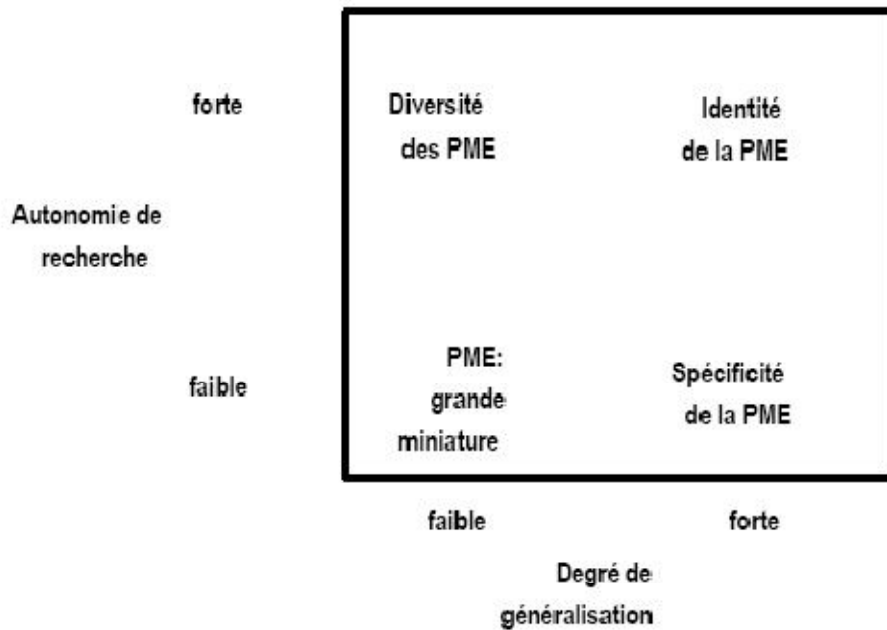 forte
Diversité
des PME
Identité
de la PME
Autonomie de
recherche
faible
PME:
grande
miniature
Spécificité
de la PME
faible
forte
Degré de
généralisation